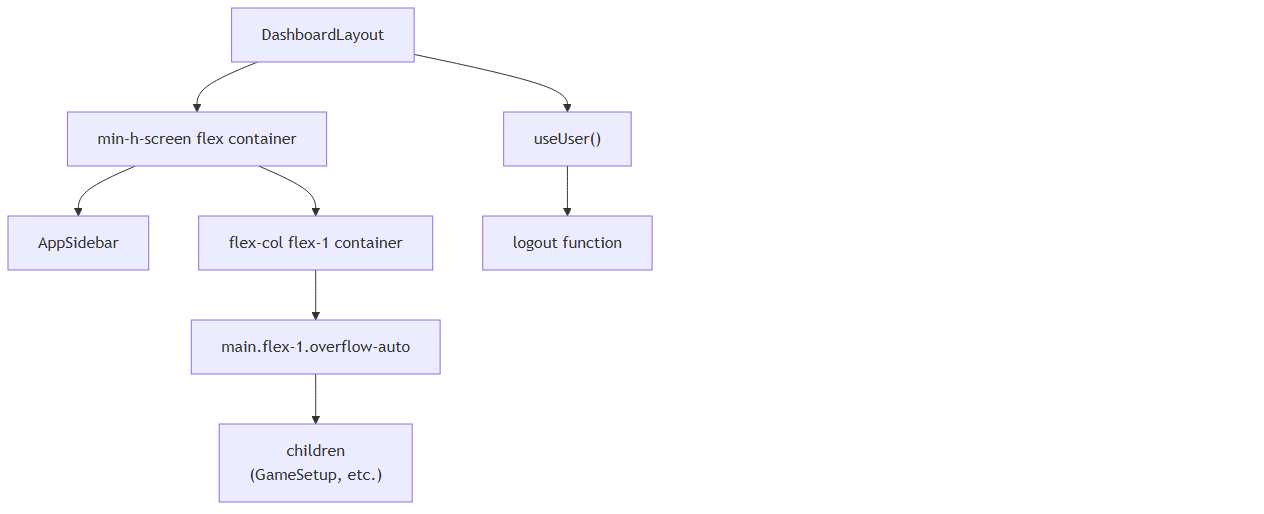 DashboardLayout
min-h-screen flex container
useUser()
AppSidebar
flex-col flex-1 container
logout function
main.flex-1.overflow-auto
children
(GameSetup, etc.)